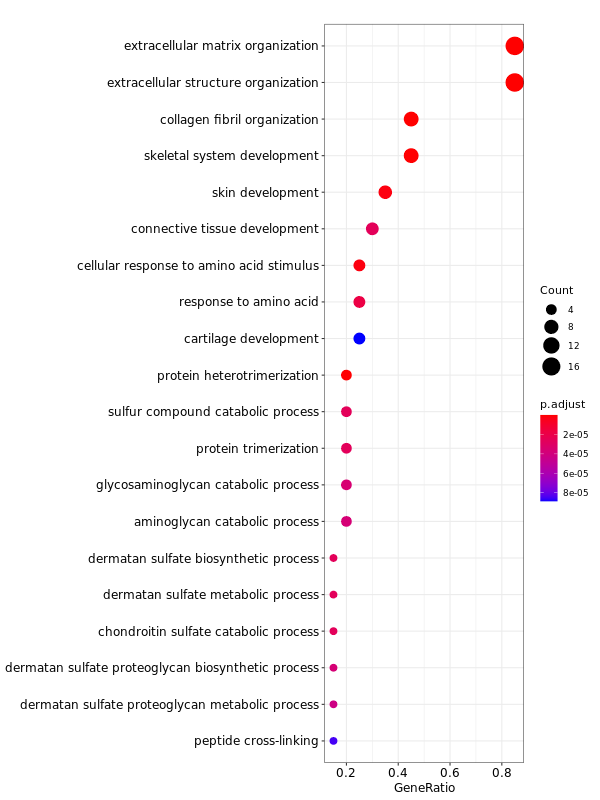 extracellular matrix organization
extracellular structure organization
collagen fibril organization
skeletal system development
skin development
connective tissue development
cellular response to amino acid stimulus
response to amino acid
cartilage development
protein heterotrimerization
sulfur compound catabolic process
protein trimerization
glycosaminoglycan catabolic process
aminoglycan catabolic process
dermatan sulfate biosynthetic process
dermatan sulfate metabolic process
chondroitin sulfate catabolic process
dermatan sulfate proteoglycan biosynthetic process
dermatan sulfate proteoglycan metabolic process
peptide cross-linking
0.2 0.4 0.6 0.8
GeneRatio
Count
4
8
12
16
p.adjust
2e-05
4e-05
6e-05
8e-05